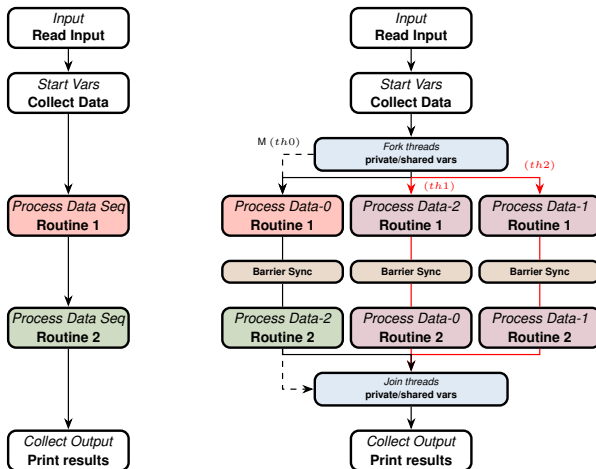 Input
Read Input
Start Vars
Collect Data
Process Data Seq
Routine 1
Process Data Seq
Routine 2
Collect Output
Print results
Input
Read Input
Start Vars
Collect Data
Fork threads
private/shared vars
M (th0)
(th1)
(th2)
Process Data-0
Routine 1
Process Data-2
Routine 1
Process Data-1
Routine 1
Barrier Sync
Barrier Sync
Barrier Sync
Process Data-2
Routine 2
Process Data-0
Routine 2
Process Data-1
Routine 2
Join threads
private/shared vars
Collect Output
Print results